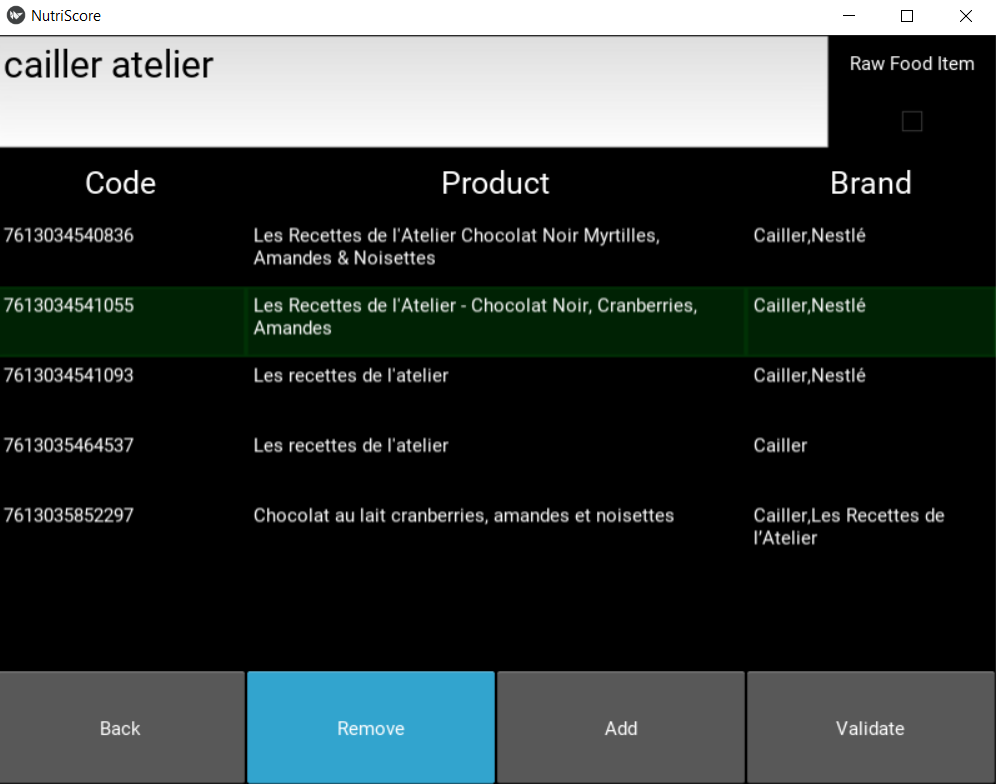 NutriScore
cailler atelier
Raw Food Item
Code Product Brand
7613034540836 Les Recettes de l'Atelier Chocolat Noir Myrtilles, Cailler,Nestlé
Amandes & Noisettes
7613034541055 Les Recettes de l'Atelier - Chocolat Noir, Cranberries, Cailler,Nestlé
Amandes
7613034541093 Les recettes de l'atelier Cailler,Nestlé
7613035464537 Les recettes de l'atelier Cailler
7613035852297 Chocolat au lait cranberries, amandes et noisettes Cailler,Les Recettes de
l’Atelier
Back Remove Add Validate